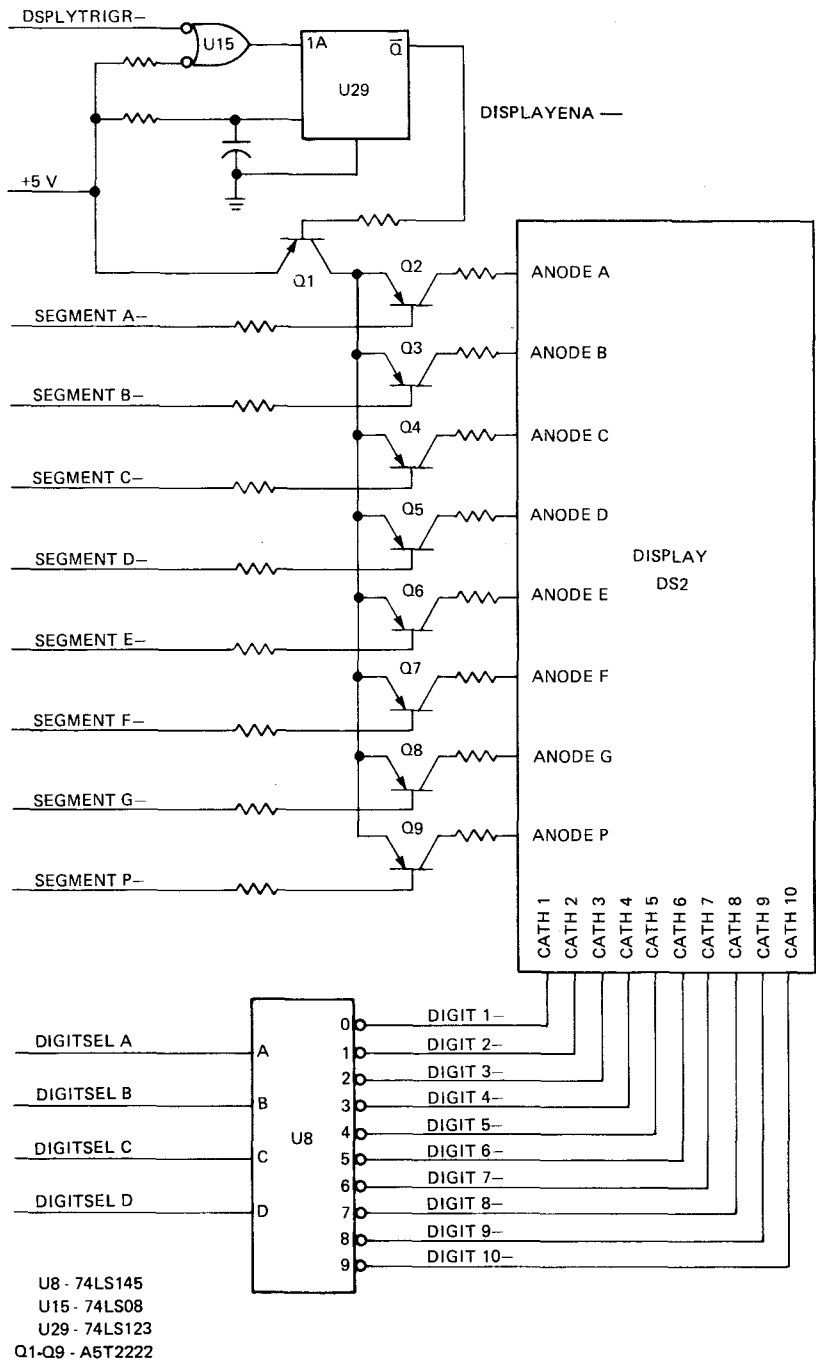 DSPLYTRIGR–
U15
1A
Q
U29
DISPLAYENA —
+5 V
Q1
Q2
ANODE A
SEGMENT A–
Q3
ANODE B
SEGMENT B–
Q4
ANODE C
SEGMENT C–
Q5
ANODE D
SEGMENT D–
DISPLAY
DS2
Q6
ANODE E
SEGMENT E–
Q7
ANODE F
SEGMENT F–
Q8
ANODE G
SEGMENT G–
Q9
ANODE P
SEGMENT P–
CATH 1
CATH 2
CATH 3
CATH 4
CATH 5
CATH 6
CATH 7
CATH 8
CATH 9
CATH 10
DIGITSEL A
A
0
DIGIT 1–
1
DIGIT 2–
DIGITSEL B
B
2
DIGIT 3–
3
DIGIT 4–
U8
4
DIGIT 5–
DIGITSEL C
C
5
DIGIT 6–
6
DIGIT 7–
DIGITSEL D
D
7
DIGIT 8–
8
DIGIT 9–
9
DIGIT 10–
U8 - 74LS145
U15 - 74LS08
U29 - 74LS123
Q1-Q9 - A5T2222